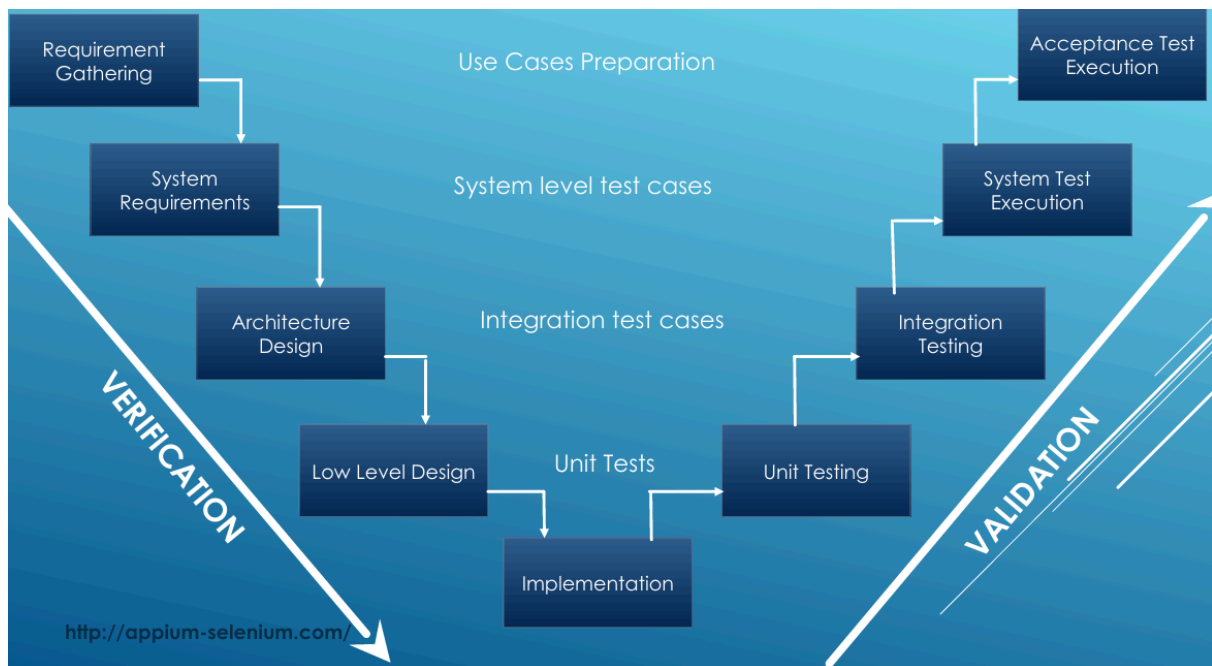 Requirement
Gathering
Use Cases Preparation
Acceptance Test
Execution
System
Requirements
System level test cases
System Test
Execution
Architecture
Design
Integration test cases
Integration
Testing
VERIFICATION
VALIDATION
Low Level Design
Unit Tests
Unit Testing
Implementation
http://appium-selenium.com/